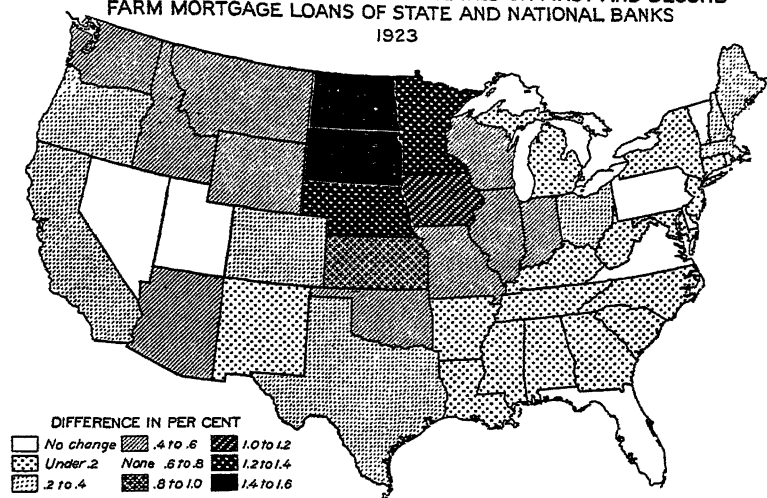 FARM MORTGAGE LOANS OF STATE AND NATIONAL BANKS
1923
DIFFERENCE IN PER CENT
No change .4 to .6 1.0 to 1.2
Under .2 None .6 to .8 1.2 to 1.4
.2 to .4 .8 to 1.0 1.4 to 1.6